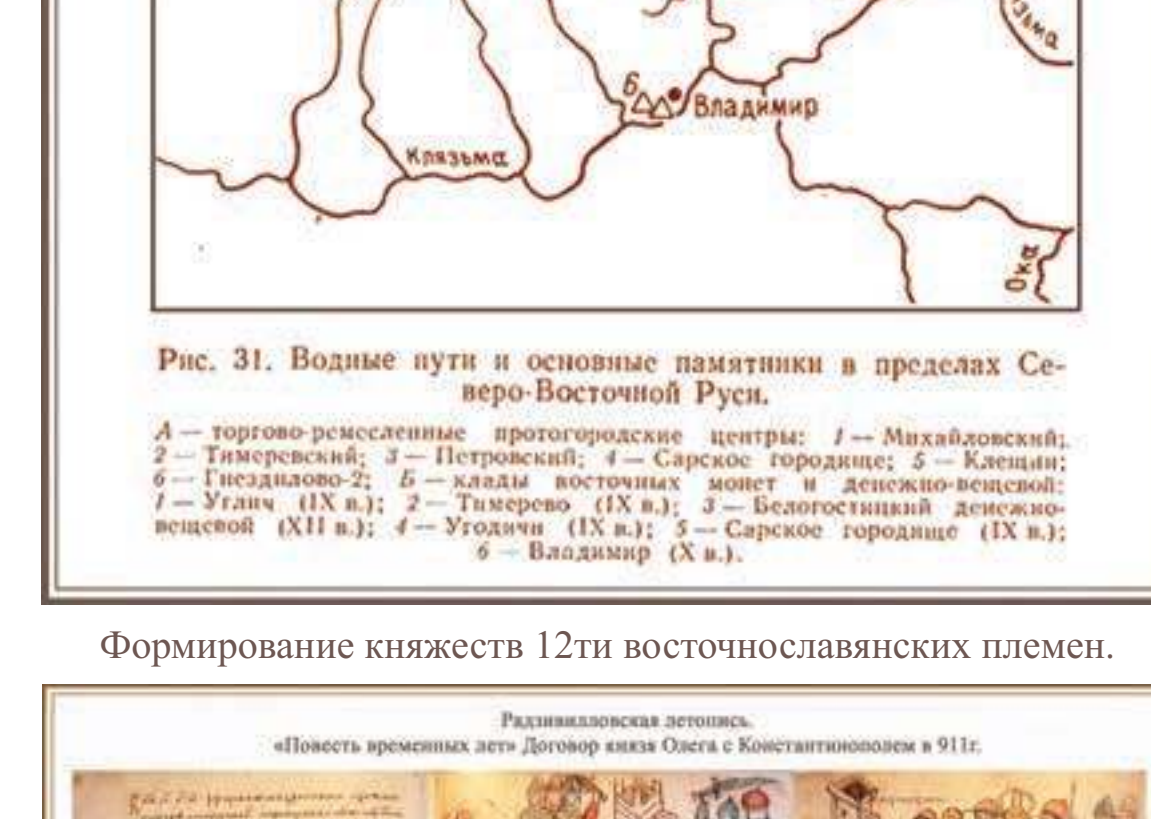 зьма
Б
Владимир
Клязьма
Ока
Рис. 31. Водные пути и основные памятники в пределах Се-
веро-Восточной Руси.
А — торгово-ремесленные протогородские центры: 1 — Михайловский;
2 — Тимеревский; 3 — Петровский; 4 — Сарское городище; 5 — Клещин;
6 — Гнездилово-2; Б — клады восточных монет и денежно-вещевой:
1 — Углич (IX в.); 2 — Тимерево (IX в.); 3 — Белогостицкий денежно-
вещевой (XII в.); 4 — Угодичи (IX в.); 5 — Сарское городище (IX в.);
6 — Владимир (X в.).
Формирование княжеств 12ти восточнославянских племен.
Радзивилловская летопись.
«Повесть временных лет» Договор князя Олега с Константинополем в 911г.